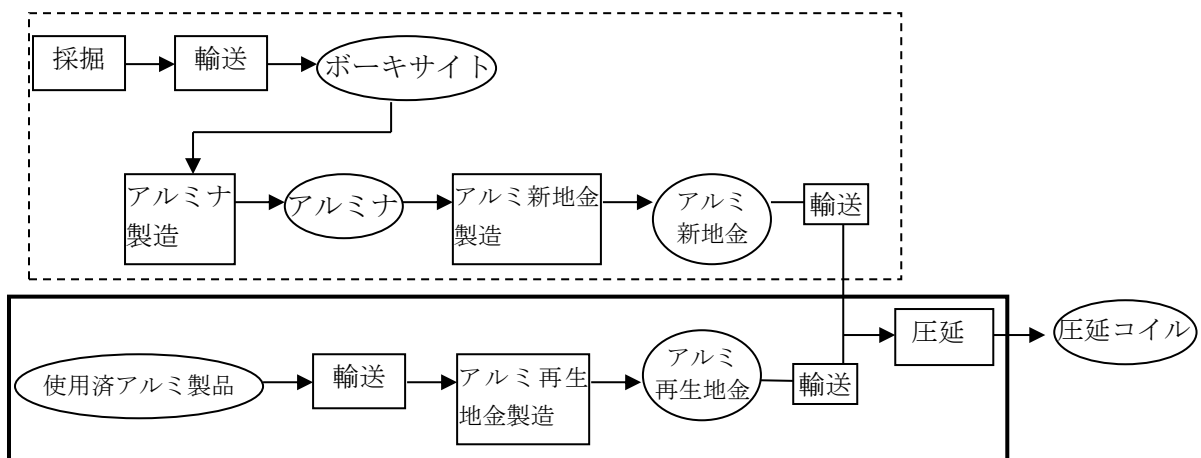 採掘
輸送
ボーキサイト
アルミナ
製造
アルミナ
アルミ新地金
製造
アルミ
新地金
輸送
使用済アルミ製品
輸送
アルミ再生
地金製造
アルミ
再生地金
輸送
圧延
圧延コイル